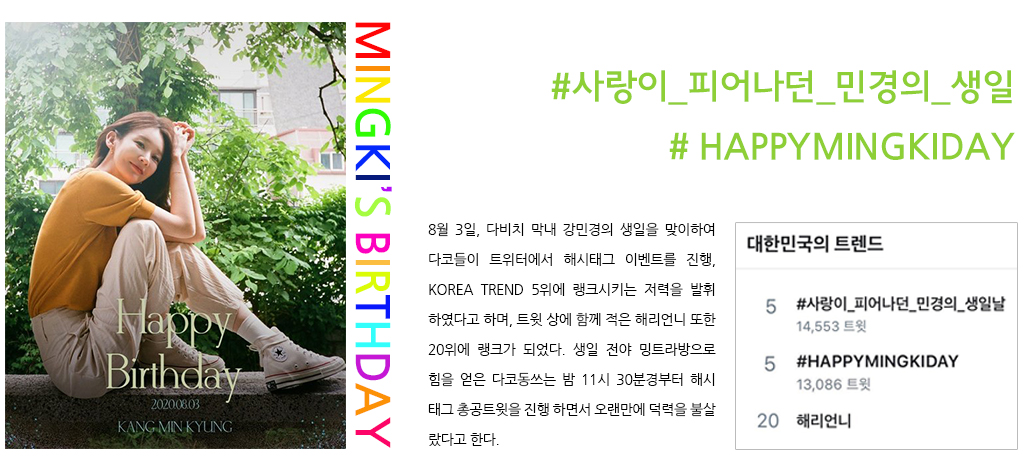 Happy
Birthday
2020.08.03
KANG MIN KYUNG
MINGKI'S BIRTHDAY
#사랑이_피어나던_민경의_생일
# HAPPYMINGKIDAY
8월 3일, 다비치 막내 강민경의 생일을 맞이하여
다코들이 트위터에서 해시태그 이벤트를 진행,
KOREA TREND 5위에 랭크시키는 저력을 발휘
하였다고 하며, 트윗 상에 함께 적은 해리언니 또한
20위에 랭크가 되었다. 생일 전야 밍트라방으로
힘을 얻은 다코동쓰는 밤 11시 30분경부터 해시
태그 총공트윗을 진행 하면서 오랜만에 덕력을 불살
랐다고 한다.
대한민국의 트렌드
5 #사랑이_피어나던_민경의_생일날
14,553 트윗
5 #HAPPYMINGKIDAY
13,086 트윗
20 해리언니